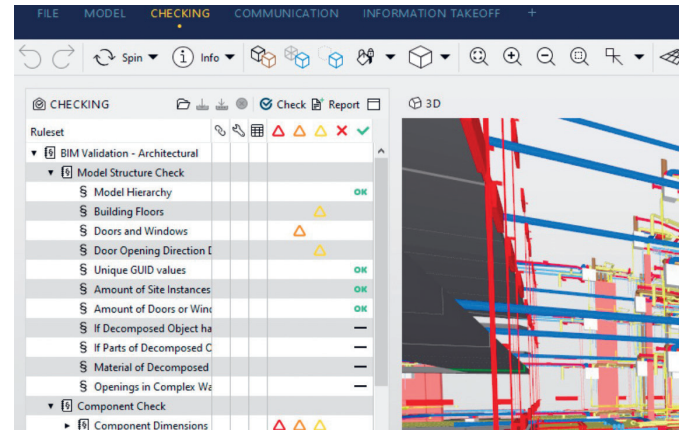 FILE MODEL CHECKING COMMUNICATION INFORMATION TAKEOFF +
Spin Info
CHECKING Check Report 3D
Ruleset
BIM Validation - Architectural
§ Model Structure Check
§ Model Hierarchy OK
§ Building Floors
§ Doors and Windows
§ Door Opening Direction D
§ Unique GUID values OK
§ Amount of Site Instances OK
§ Amount of Doors or Wind OK
§ If Decomposed Object ha —
§ If Parts of Decomposed C —
§ Material of Decomposed —
§ Openings in Complex Wa —
§ Component Check
§ Component Dimensions